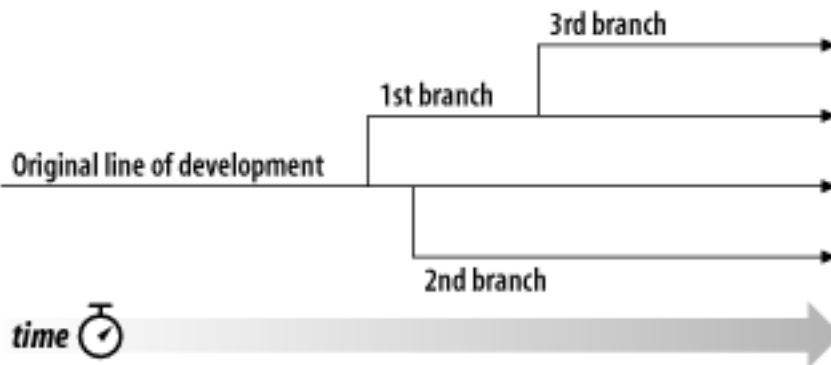 3rd branch
1st branch
Original line of development
2nd branch
time